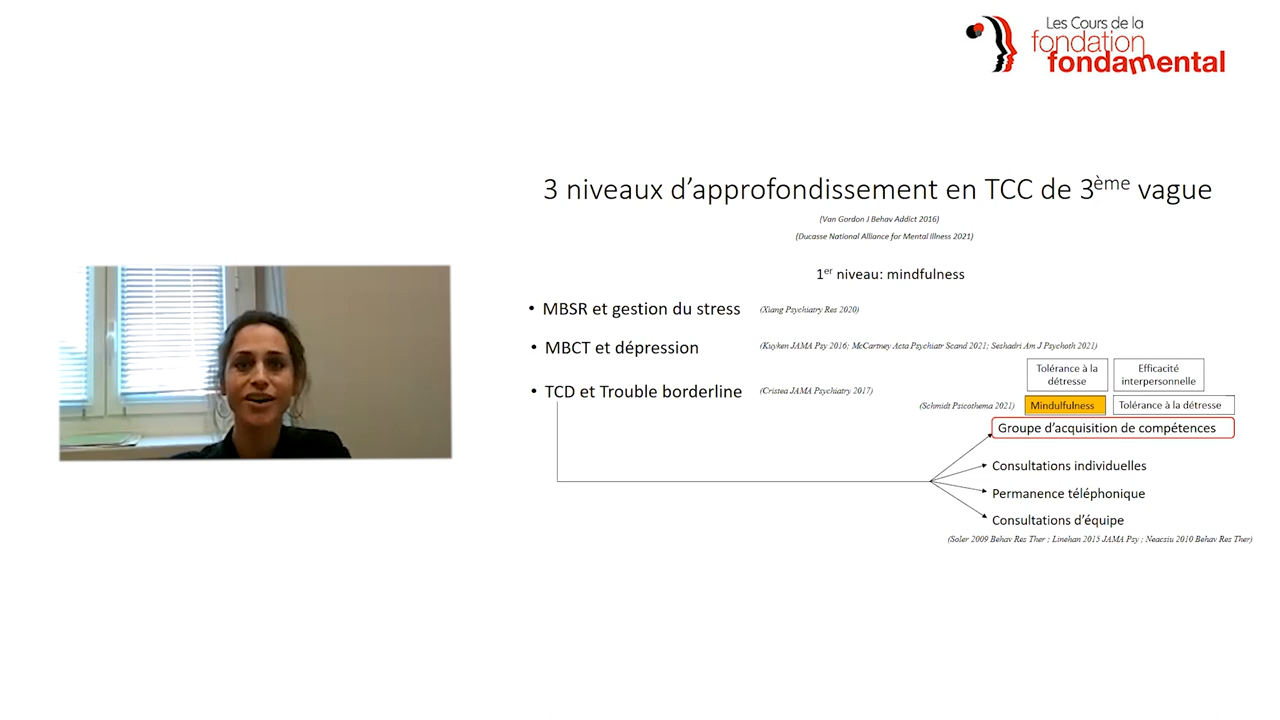 Les Cours de la
fondation
fondamental
3 niveaux d'approfondissement en TCC de 3ème vague
(Van Gordon J Behav Addict 2016)
(Ducasse National Alliance for Mental Illness 2021)
1er niveau: mindfulness
• MBSR et gestion du stress (Xiang Psychiatry Res 2020)
• MBCT et dépression (Kuyken JAMA Psy 2016; McCartney Acta Psychiatr Scand 2021; Seshadri Am J Psychoth 2021)
Tolérance à la
détresse
Efficacité
interpersonnelle
• TCD et Trouble borderline (Cristea JAMA Psychiatry 2017)
(Schmidt Psicothema 2021) Mindulfulness Tolérance à la détresse
Groupe d'acquisition de compétences
Consultations individuelles
Permanence téléphonique
Consultations d'équipe
(Soler 2009 Behav Res Ther ; Linehan 2015 JAMA Psy ; Neacsiu 2010 Behav Res Ther)